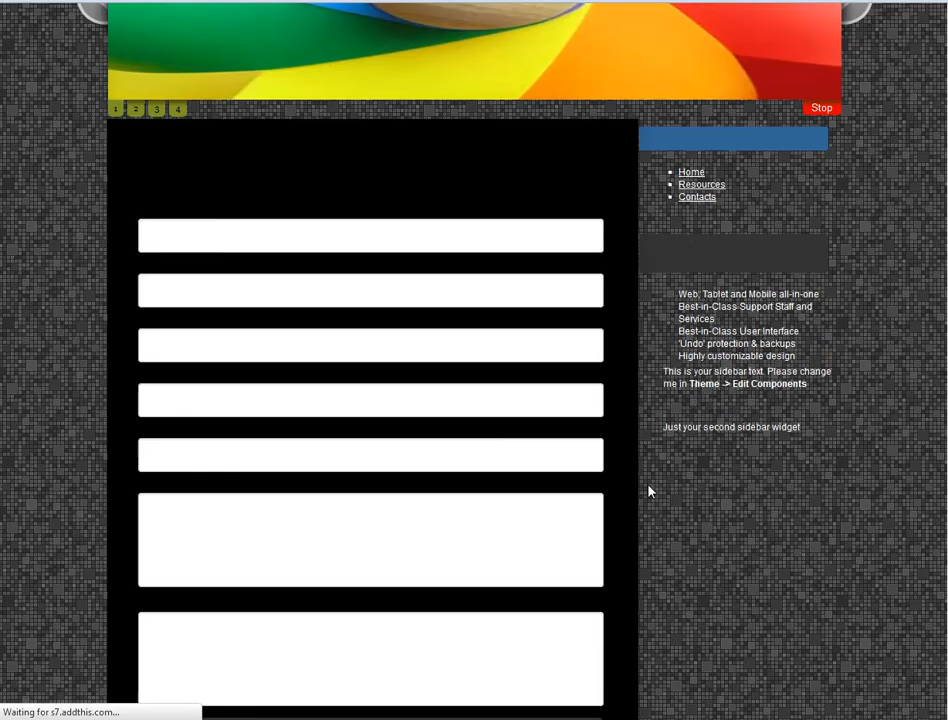 1 2 3 4
Stop
Home
Resources
Contacts
Web, Tablet and Mobile all-in-one
Best-in-Class Support Staff and
Services
Best-in-Class User Interface
'Undo' protection & backups
Highly customizable design
This is your sidebar text. Please change
me in Theme -> Edit Components
Just your second sidebar widget
Waiting for s7.addthis.com...